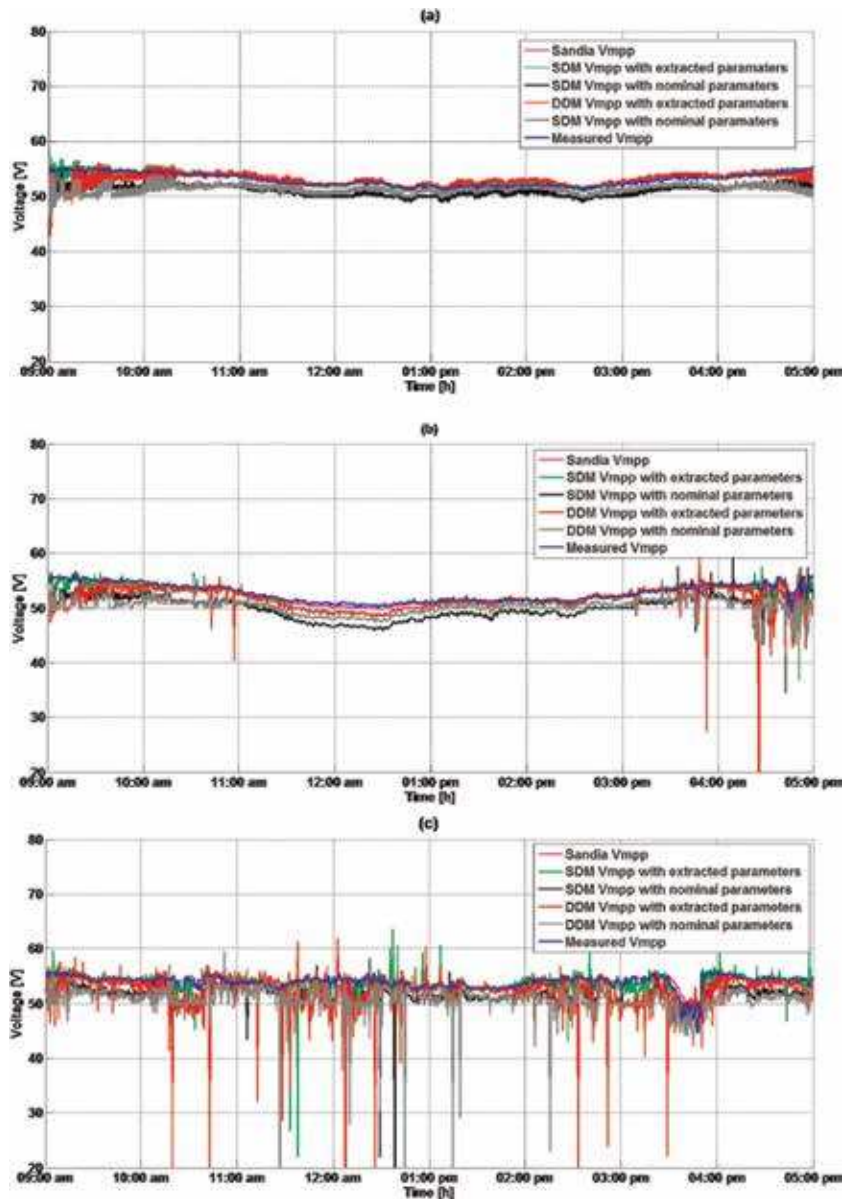 (a)
80
70
60
50
40
30
20
Voltage [V]
Sandia Vmpp
SDM Vmpp with extracted paramaters
SDM Vmpp with nominal paramaters
DDM Vmpp with extracted paramaters
SDM Vmpp with nominal paramaters
Measured Vmpp
09:00 am 10:00 am 11:00 am 12:00 am 01:00 pm 02:00 pm 03:00 pm 04:00 pm 05:00 pm
Time [h]
(b)
80
70
60
50
40
30
20
Voltage [V]
Sandia Vmpp
SDM Vmpp with extracted parameters
SDM Vmpp with nominal parameters
DDM Vmpp with extracted parameters
DDM Vmpp with nominal parameters
Measured Vmpp
09:00 am 10:00 am 11:00 am 12:00 am 01:00 pm 02:00 pm 03:00 pm 04:00 pm 05:00 pm
Time [h]
(c)
80
70
60
50
40
30
20
Voltage [V]
Sandia Vmpp
SDM Vmpp with extracted parameters
SDM Vmpp with nominal parameters
DDM Vmpp with extracted parameters
DDM Vmpp with nominal parameters
Measured Vmpp
09:00 am 10:00 am 11:00 am 12:00 am 01:00 pm 02:00 pm 03:00 pm 04:00 pm 05:00 pm
Time [h]